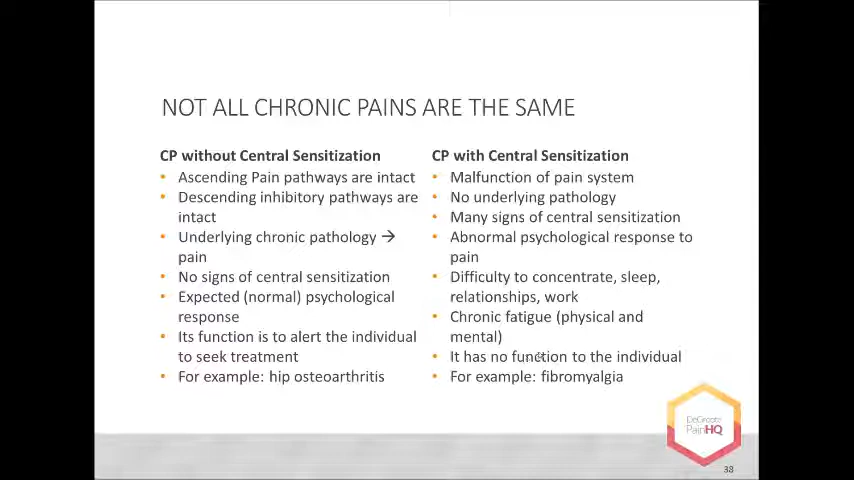 NOT ALL CHRONIC PAINS ARE THE SAME
CP without Central Sensitization
• Ascending Pain pathways are intact
• Descending inhibitory pathways are
intact
• Underlying chronic pathology →
pain
• No signs of central sensitization
• Expected (normal) psychological
response
• Its function is to alert the individual
to seek treatment
• For example: hip osteoarthritis
CP with Central Sensitization
• Malfunction of pain system
• No underlying pathology
• Many signs of central sensitization
• Abnormal psychological response to
pain
• Difficulty to concentrate, sleep,
relationships, work
• Chronic fatigue (physical and
mental)
• It has no function to the individual
• For example: fibromyalgia
DeGroote
PainHQ
38